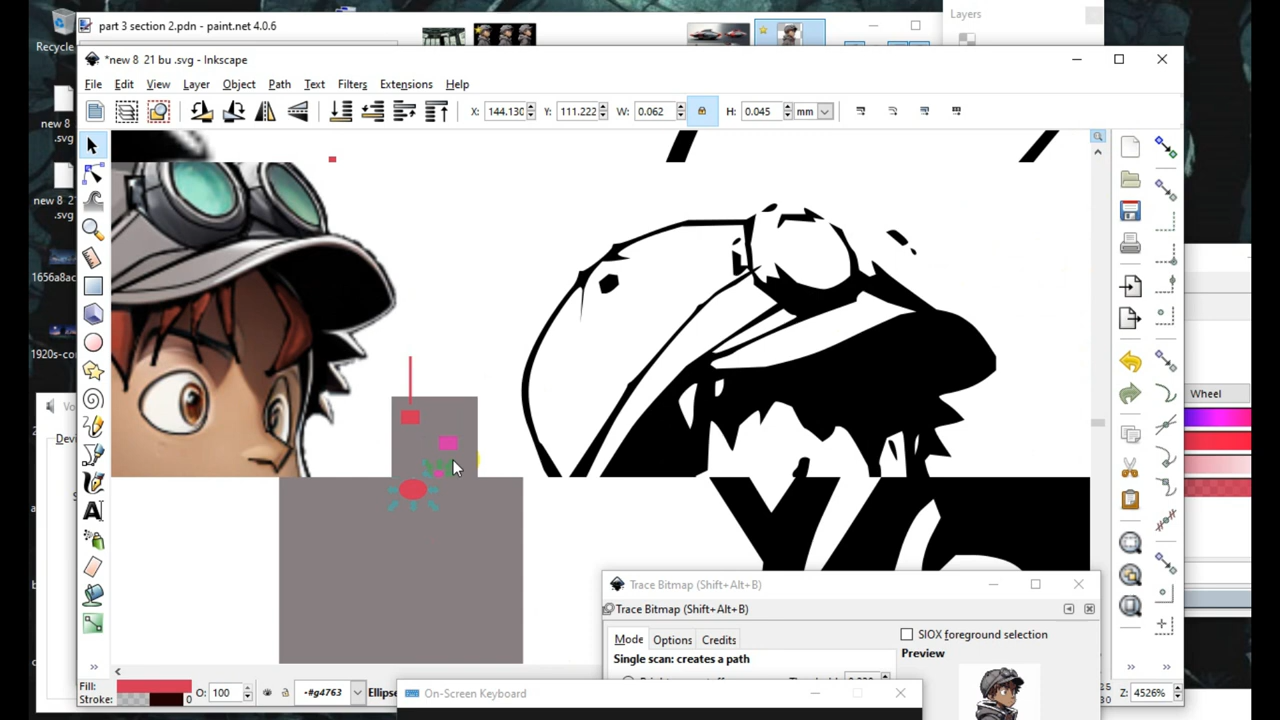 Layers
part 3 section 2.pdn - paint.net 4.0.6
Recycle
*new 8 21 bu .svg - Inkscape
File Edit View Layer Object Path Filters Extensions Text Help
X: 144.130 Y: 111.222 W: 0.062 H: 0.045 mm
new 8
.svg
new 8 2
.svg
1656a8ac
1920s-co
Wheel
Trace Bitmap (Shift+Alt+B)
Trace Bitmap (Shift+Alt+B)
Mode Options Credits
SIOX foreground selection
Preview
Single scan: creates a path
Fill:
Stroke: 0
O: 100
-#g4763
Ellipse
On-Screen Keyboard
Z: 4526%